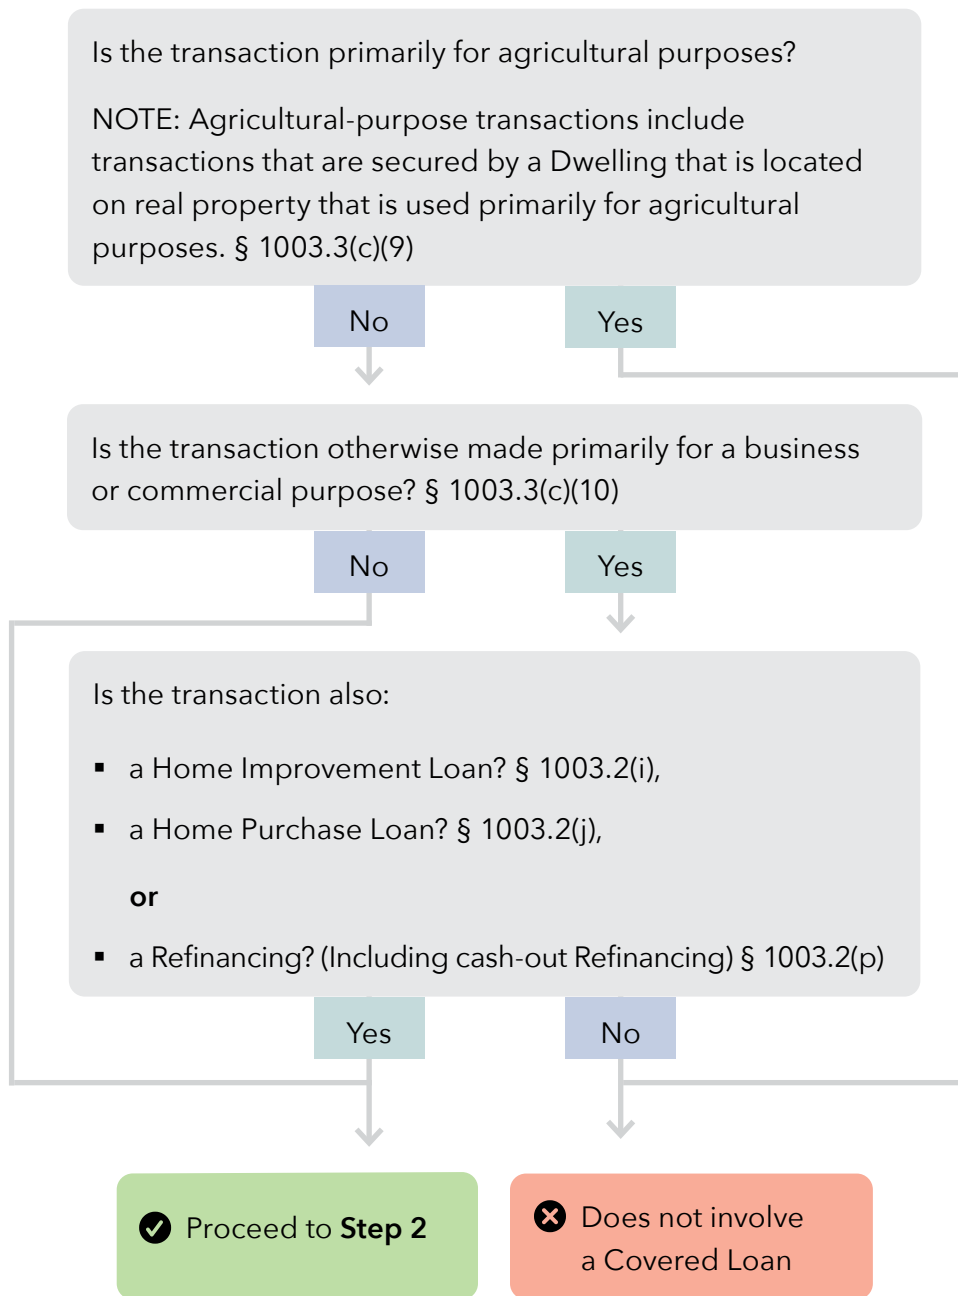 Is the transaction primarily for agricultural purposes?
NOTE: Agricultural-purpose transactions include
transactions that are secured by a Dwelling that is located
on real property that is used primarily for agricultural
purposes. § 1003.3(c)(9)
No
Yes
Is the transaction otherwise made primarily for a business
or commercial purpose? § 1003.3(c)(10)
No
Yes
Is the transaction also:
▪ a Home Improvement Loan? § 1003.2(i),
▪ a Home Purchase Loan? § 1003.2(j),
or
▪ a Refinancing? (Including cash-out Refinancing) § 1003.2(p)
Yes
No
Proceed to Step 2
Does not involve
a Covered Loan